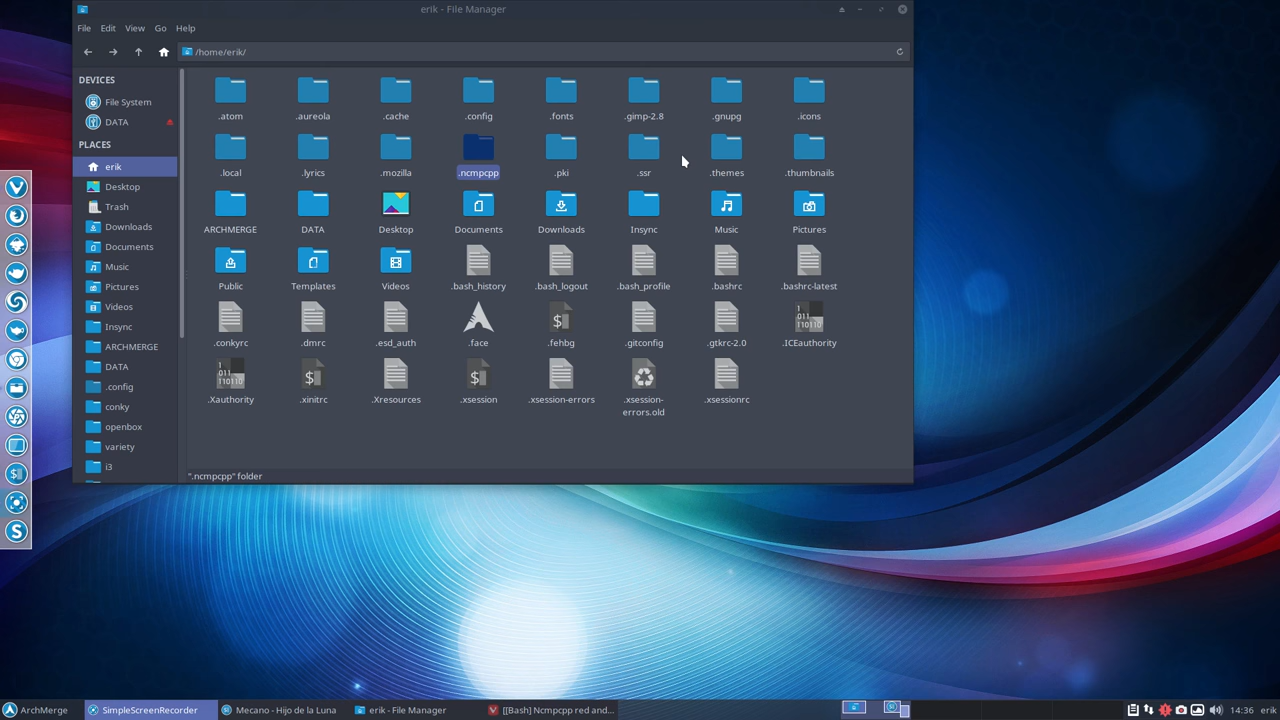 erik - File Manager
File Edit View Go Help
/home/erik/
DEVICES
File System
DATA
PLACES
erik
Desktop
Trash
Downloads
Documents
Music
Pictures
Videos
Insync
ARCHMERGE
DATA
.config
conky
openbox
variety
i3
.atom .aureola .cache .config .fonts .gimp-2.8 .gnupg .icons
.local .lyrics .mozilla .ncmpcpp .pki .ssr .themes .thumbnails
ARCHMERGE DATA Desktop Documents Downloads Insync Music Pictures
Public Templates Videos .bash_history .bash_logout .bash_profile .bashrc .bashrc-latest
.conkyrc .dmrc .esd_auth .face .fehbg .gitconfig .gtkrc-2.0 .ICEauthority
.Xauthority .xinitrc .Xresources .xsession .xsession-errors .xsession-
errors.old .xsessionrc
".ncmpcpp" folder
ArchMerge SimpleScreenRecorder Mecano - Hijo de la Luna erik - File Manager [[Bash] Ncmpcpp red and... 14:36 erik